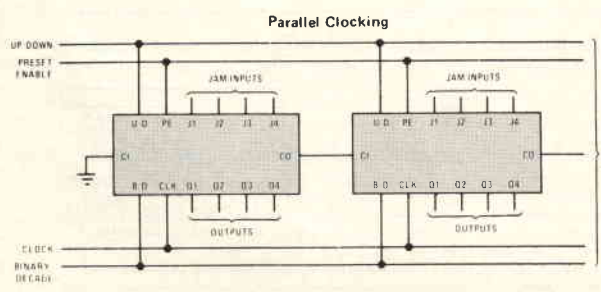 Parallel Clocking
UP DOWN
PRESET
ENABLE
JAM INPUTS
JAM INPUTS
U D PE J1 J2 J3 J4
U D PE J1 J2 J3 J4
CI CO
CI CO
B D CLK Q1 Q2 Q3 Q4
B D CLK Q1 Q2 Q3 Q4
OUTPUTS
OUTPUTS
CLOCK
BINARY
DECADE